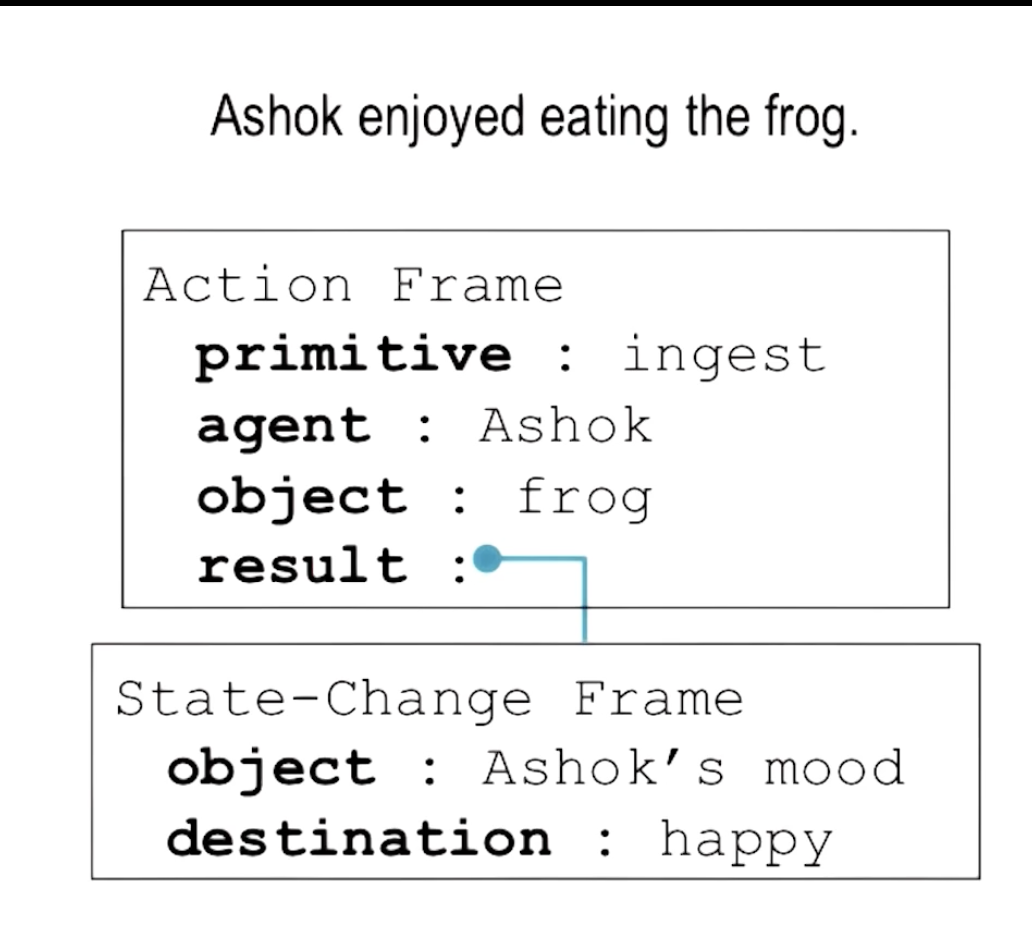 Ashok enjoyed eating the frog.
Action Frame
primitive : ingest
agent : Ashok
object : frog
result :
State-Change Frame
object : Ashok's mood
destination : happy